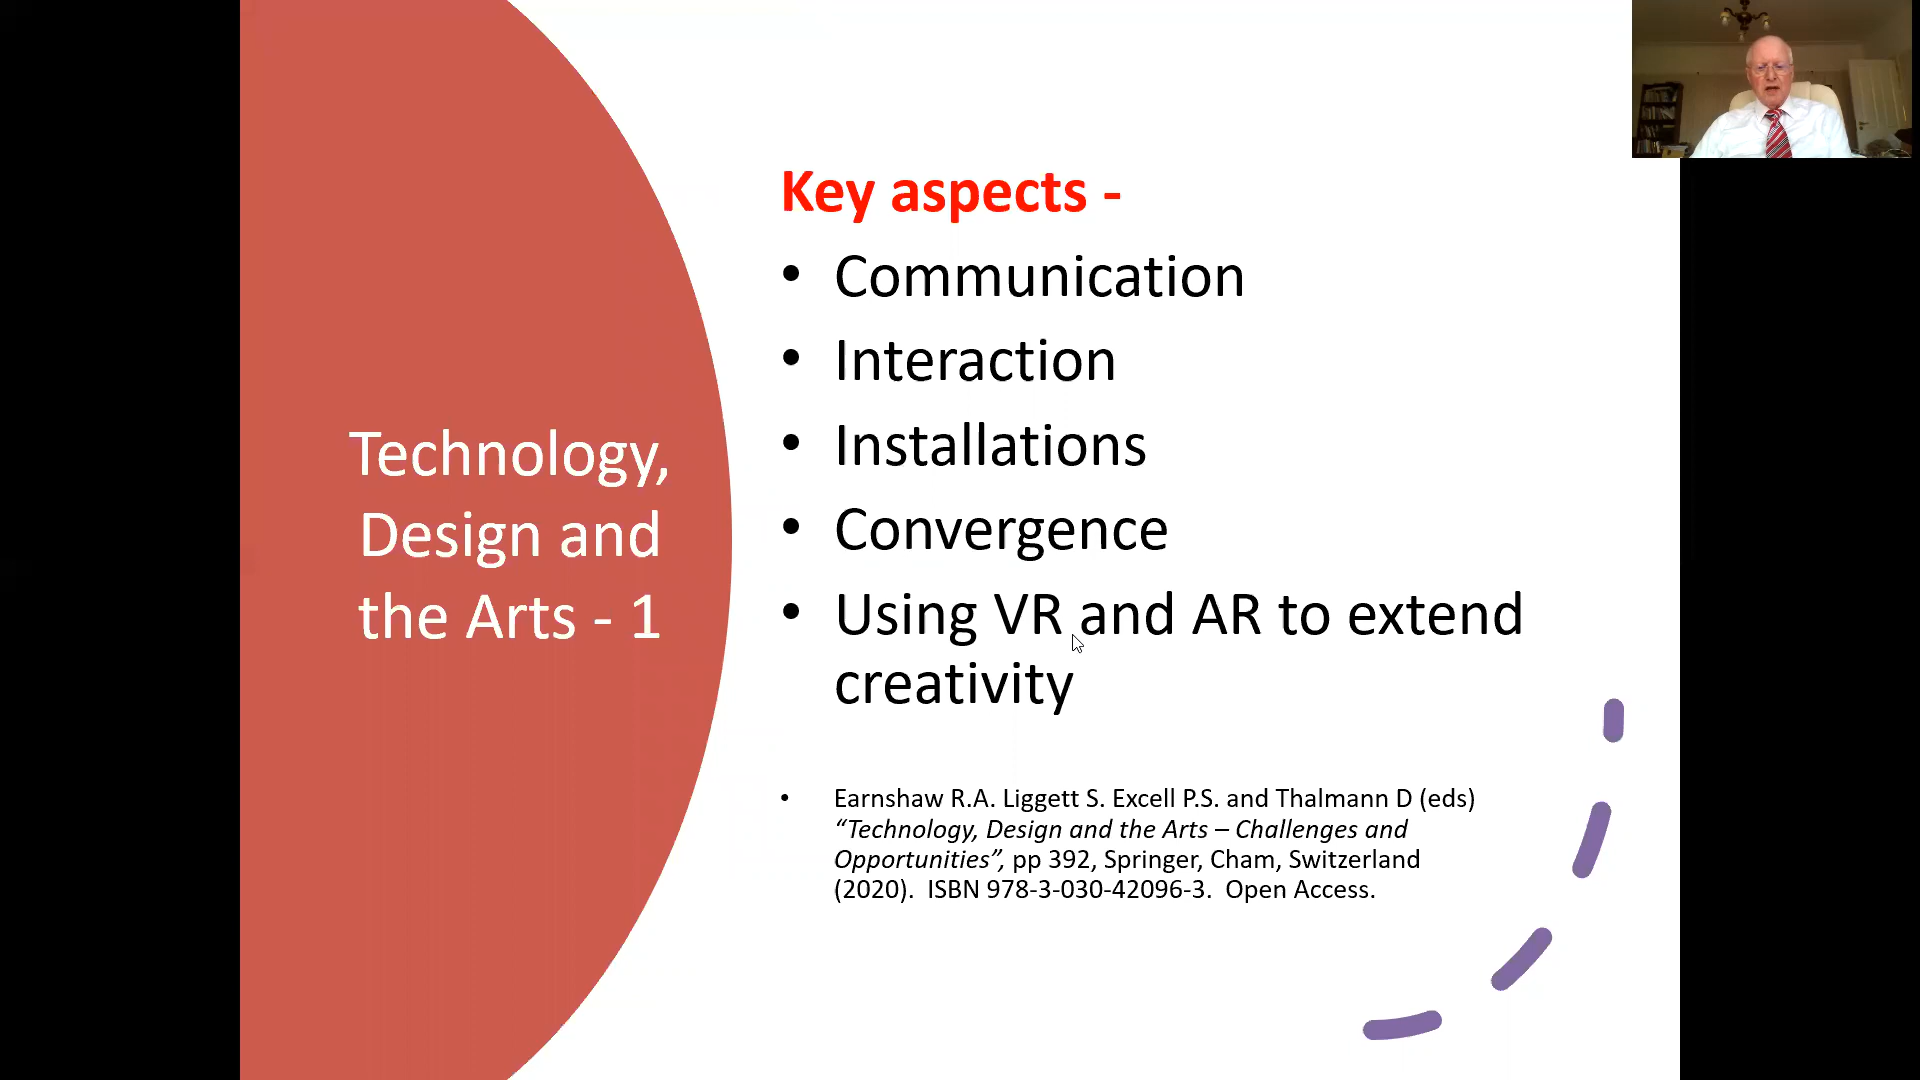 Technology,
Design and
the Arts - 1
Key aspects -
• Communication
• Interaction
• Installations
• Convergence
• Using VR and AR to extend
creativity
• Earnshaw R.A. Liggett S. Excell P.S. and Thalmann D (eds)
“Technology, Design and the Arts – Challenges and
Opportunities”, pp 392, Springer, Cham, Switzerland
(2020).  ISBN 978-3-030-42096-3.  Open Access.